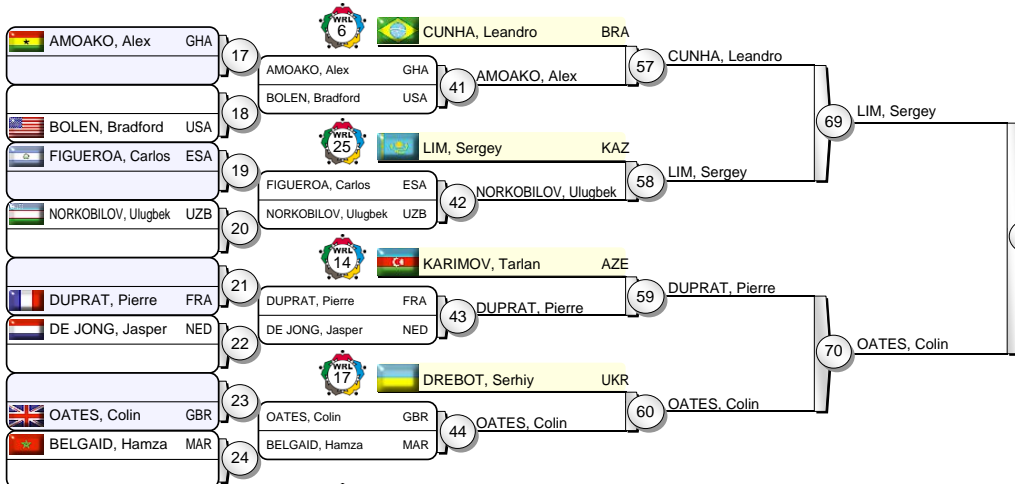 AMOAKO, Alex GHA
17
BOLEN, Bradford USA
18
FIGUEROA, Carlos ESA
19
NORKOBILOV, Ulugbek UZB
20
DUPRAT, Pierre FRA
21
DE JONG, Jasper NED
22
OATES, Colin GBR
23
BELGAID, Hamza MAR
24
WRL
6
CUNHA, Leandro BRA
AMOAKO, Alex GHA
BOLEN, Bradford USA
41
AMOAKO, Alex
57
CUNHA, Leandro
WRL
25
LIM, Sergey KAZ
FIGUEROA, Carlos ESA
NORKOBILOV, Ulugbek UZB
42
NORKOBILOV, Ulugbek
58
LIM, Sergey
69
LIM, Sergey
WRL
14
KARIMOV, Tarlan AZE
DUPRAT, Pierre FRA
DE JONG, Jasper NED
43
DUPRAT, Pierre
59
DUPRAT, Pierre
WRL
17
DREBOT, Serhiy UKR
OATES, Colin GBR
BELGAID, Hamza MAR
44
OATES, Colin
60
OATES, Colin
70
OATES, Colin